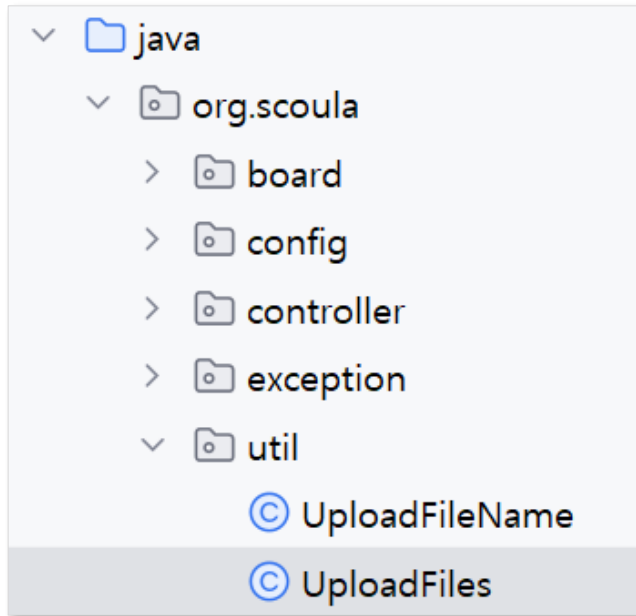 java
org.scoula
board
config
controller
exception
util
C UploadFileName
C UploadFiles